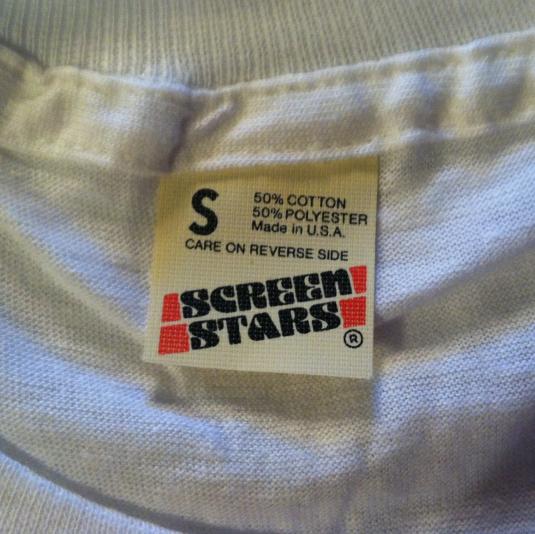 S
50% COTTON
50% POLYESTER
Made in U.S.A.
CARE ON REVERSE SIDE
SCREEN
STARS
®